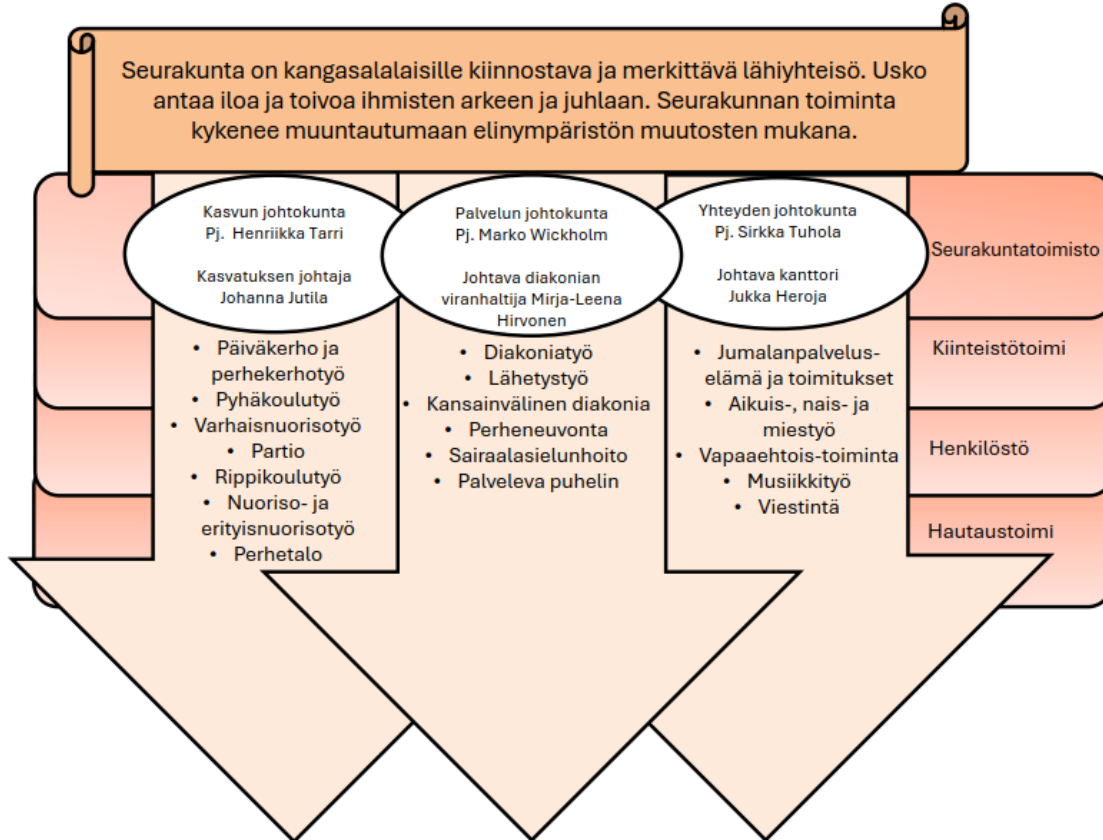 Seurakunta on kangasalalaisille kiinnostava ja merkittävä lähiyhteisö. Usko
antaa iloa ja toivoa ihmisten arkeen ja juhlaan. Seurakunnan toiminta
kykenee muuntautumaan elinympäristön muutosten mukana.
Kasvun johtokunta
Pj. Henriikka Tarri
Kasvatuksen johtaja
Johanna Jutila
• Päiväkerho ja
perhekerhotyö
• Pyhäkoulutyö
• Varhaisnuorisotyö
• Partio
• Rippikoulutyö
• Nuoriso- ja
erityisnuorisotyö
• Perhetalo
Palvelun johtokunta
Pj. Marko Wickholm
Johtava diakonian
viranhaltija Mirja-Leena
Hirvonen
• Diakoniatyö
• Lähetystyö
• Kansainvälinen diakonia
• Perheneuvonta
• Sairaalasielunhoito
• Palveleva puhelin
Yhteyden johtokunta
Pj. Sirkka Tuhola
Johtava kanttori
Jukka Heroja
• Jumalanpalvelus-
elämä ja toimitukset
• Aikuis-, nais- ja
miestyö
• Vapaaehtois-toiminta
• Musiikkityö
• Viestintä
Seurakuntatoimisto
Kiinteistötoimi
Henkilöstö
Hautaustoimi